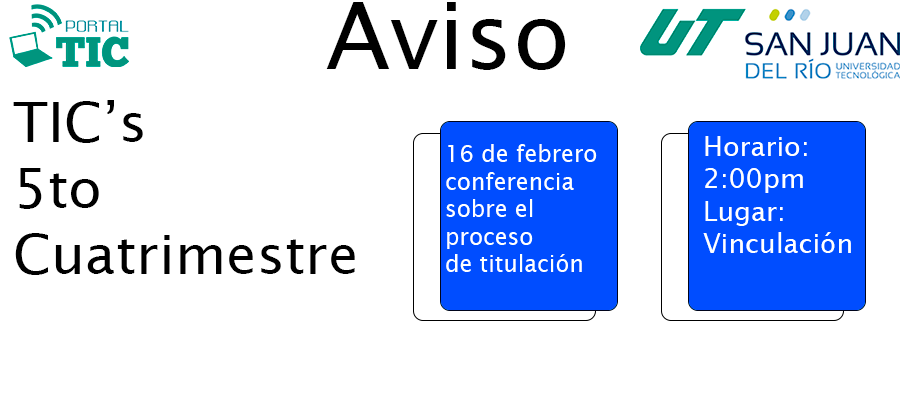 PORTAL
TIC
Aviso
UT
SAN JUAN
DEL RÍO UNIVERSIDAD
TECNOLÓGICA
TIC’s
5to
Cuatrimestre
16 de febrero
conferencia
sobre el
proceso
de titulación
Horario:
2:00pm
Lugar:
Vinculación